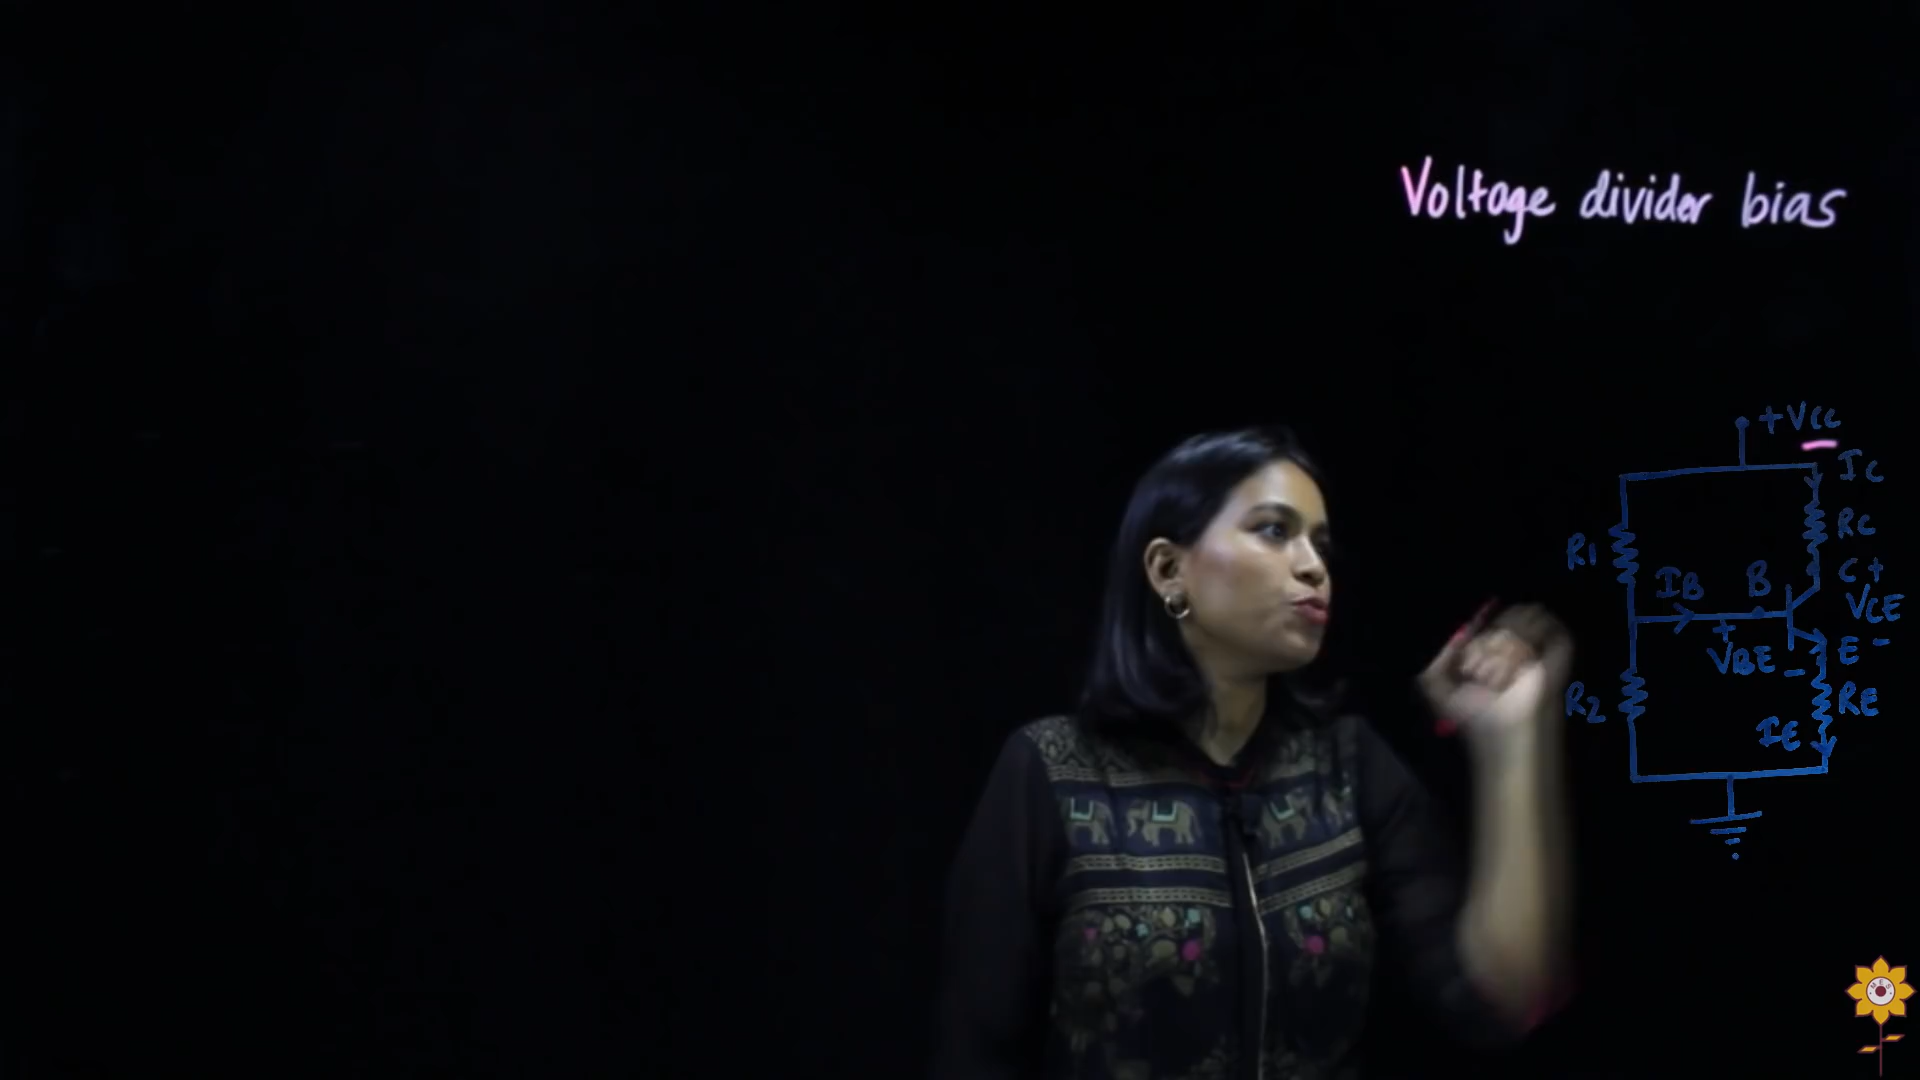 Voltage divider bias
+VCC
IC
R1
RC
IB
B
C +
VCE
+
VBE -
E -
R2
RE
IE